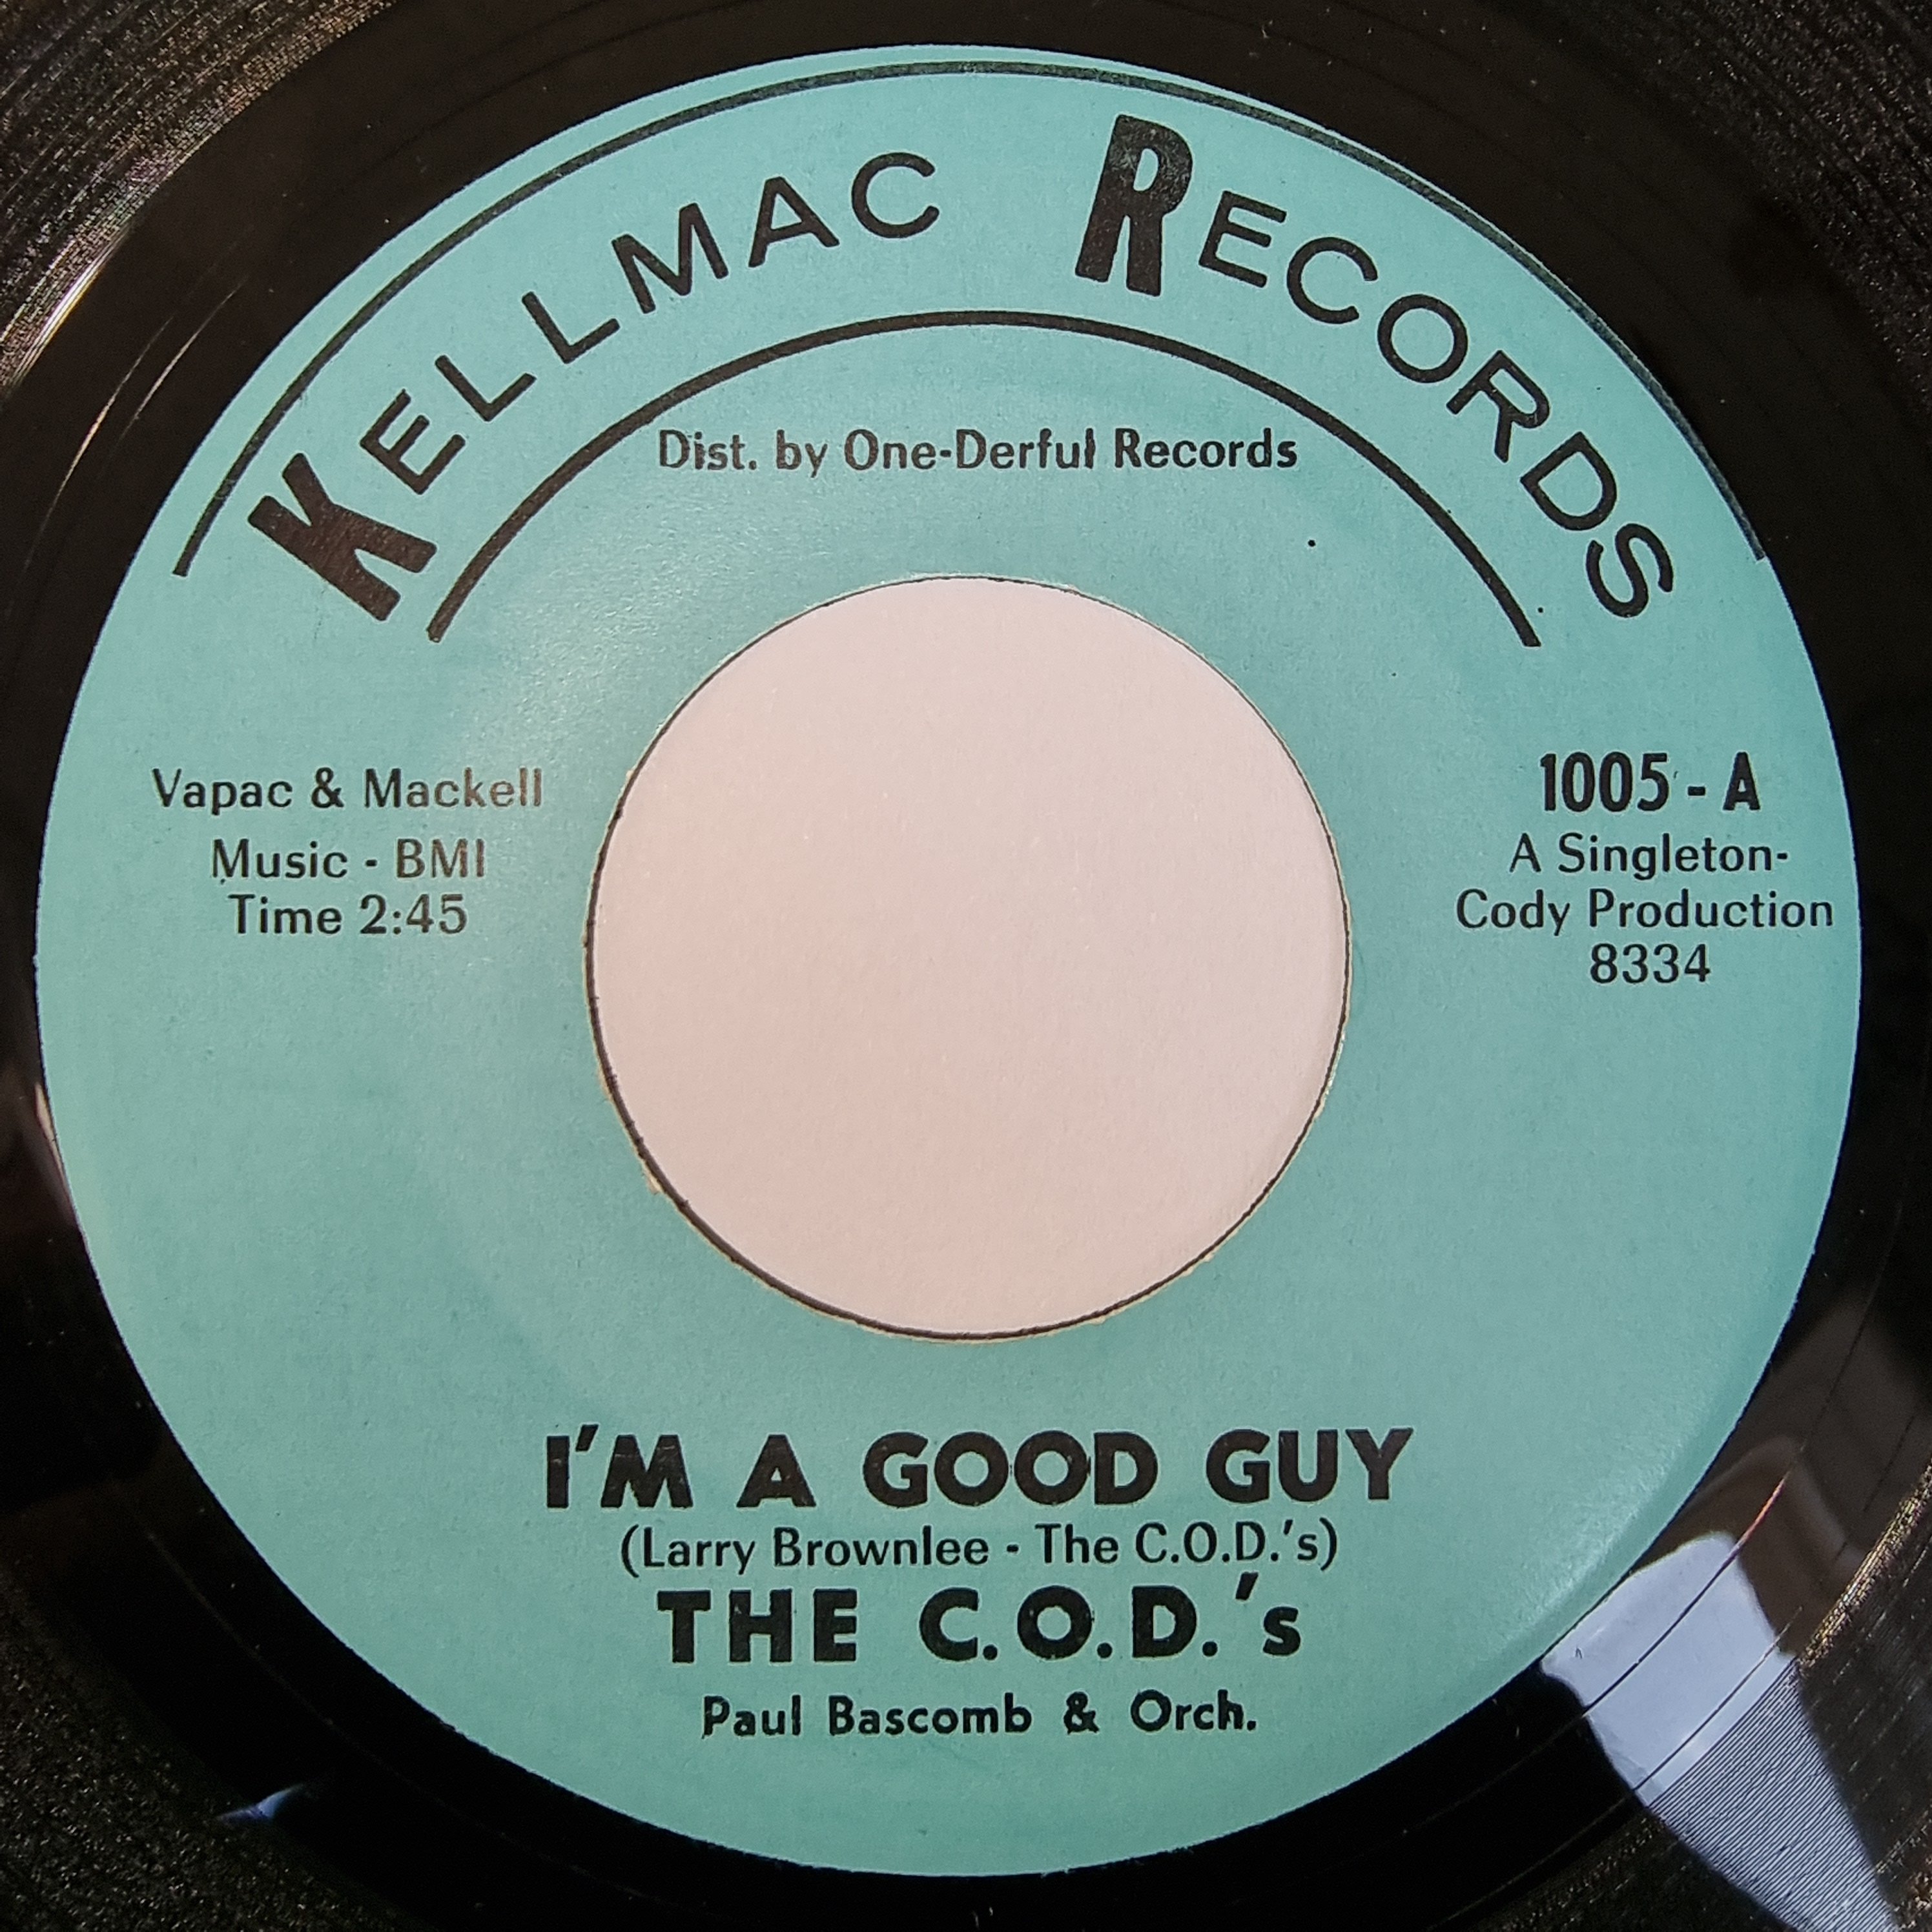 KELLMAC RECORDS
Dist. by One-Derful Records
Vapac & Mackell
Music - BMI
Time 2:45
1005 - A
A Singleton-
Cody Production
8334
I'M A GOOD GUY
(Larry Brownlee - The C.O.D.'s)
THE C.O.D.'s
Paul Bascomb & Orch.